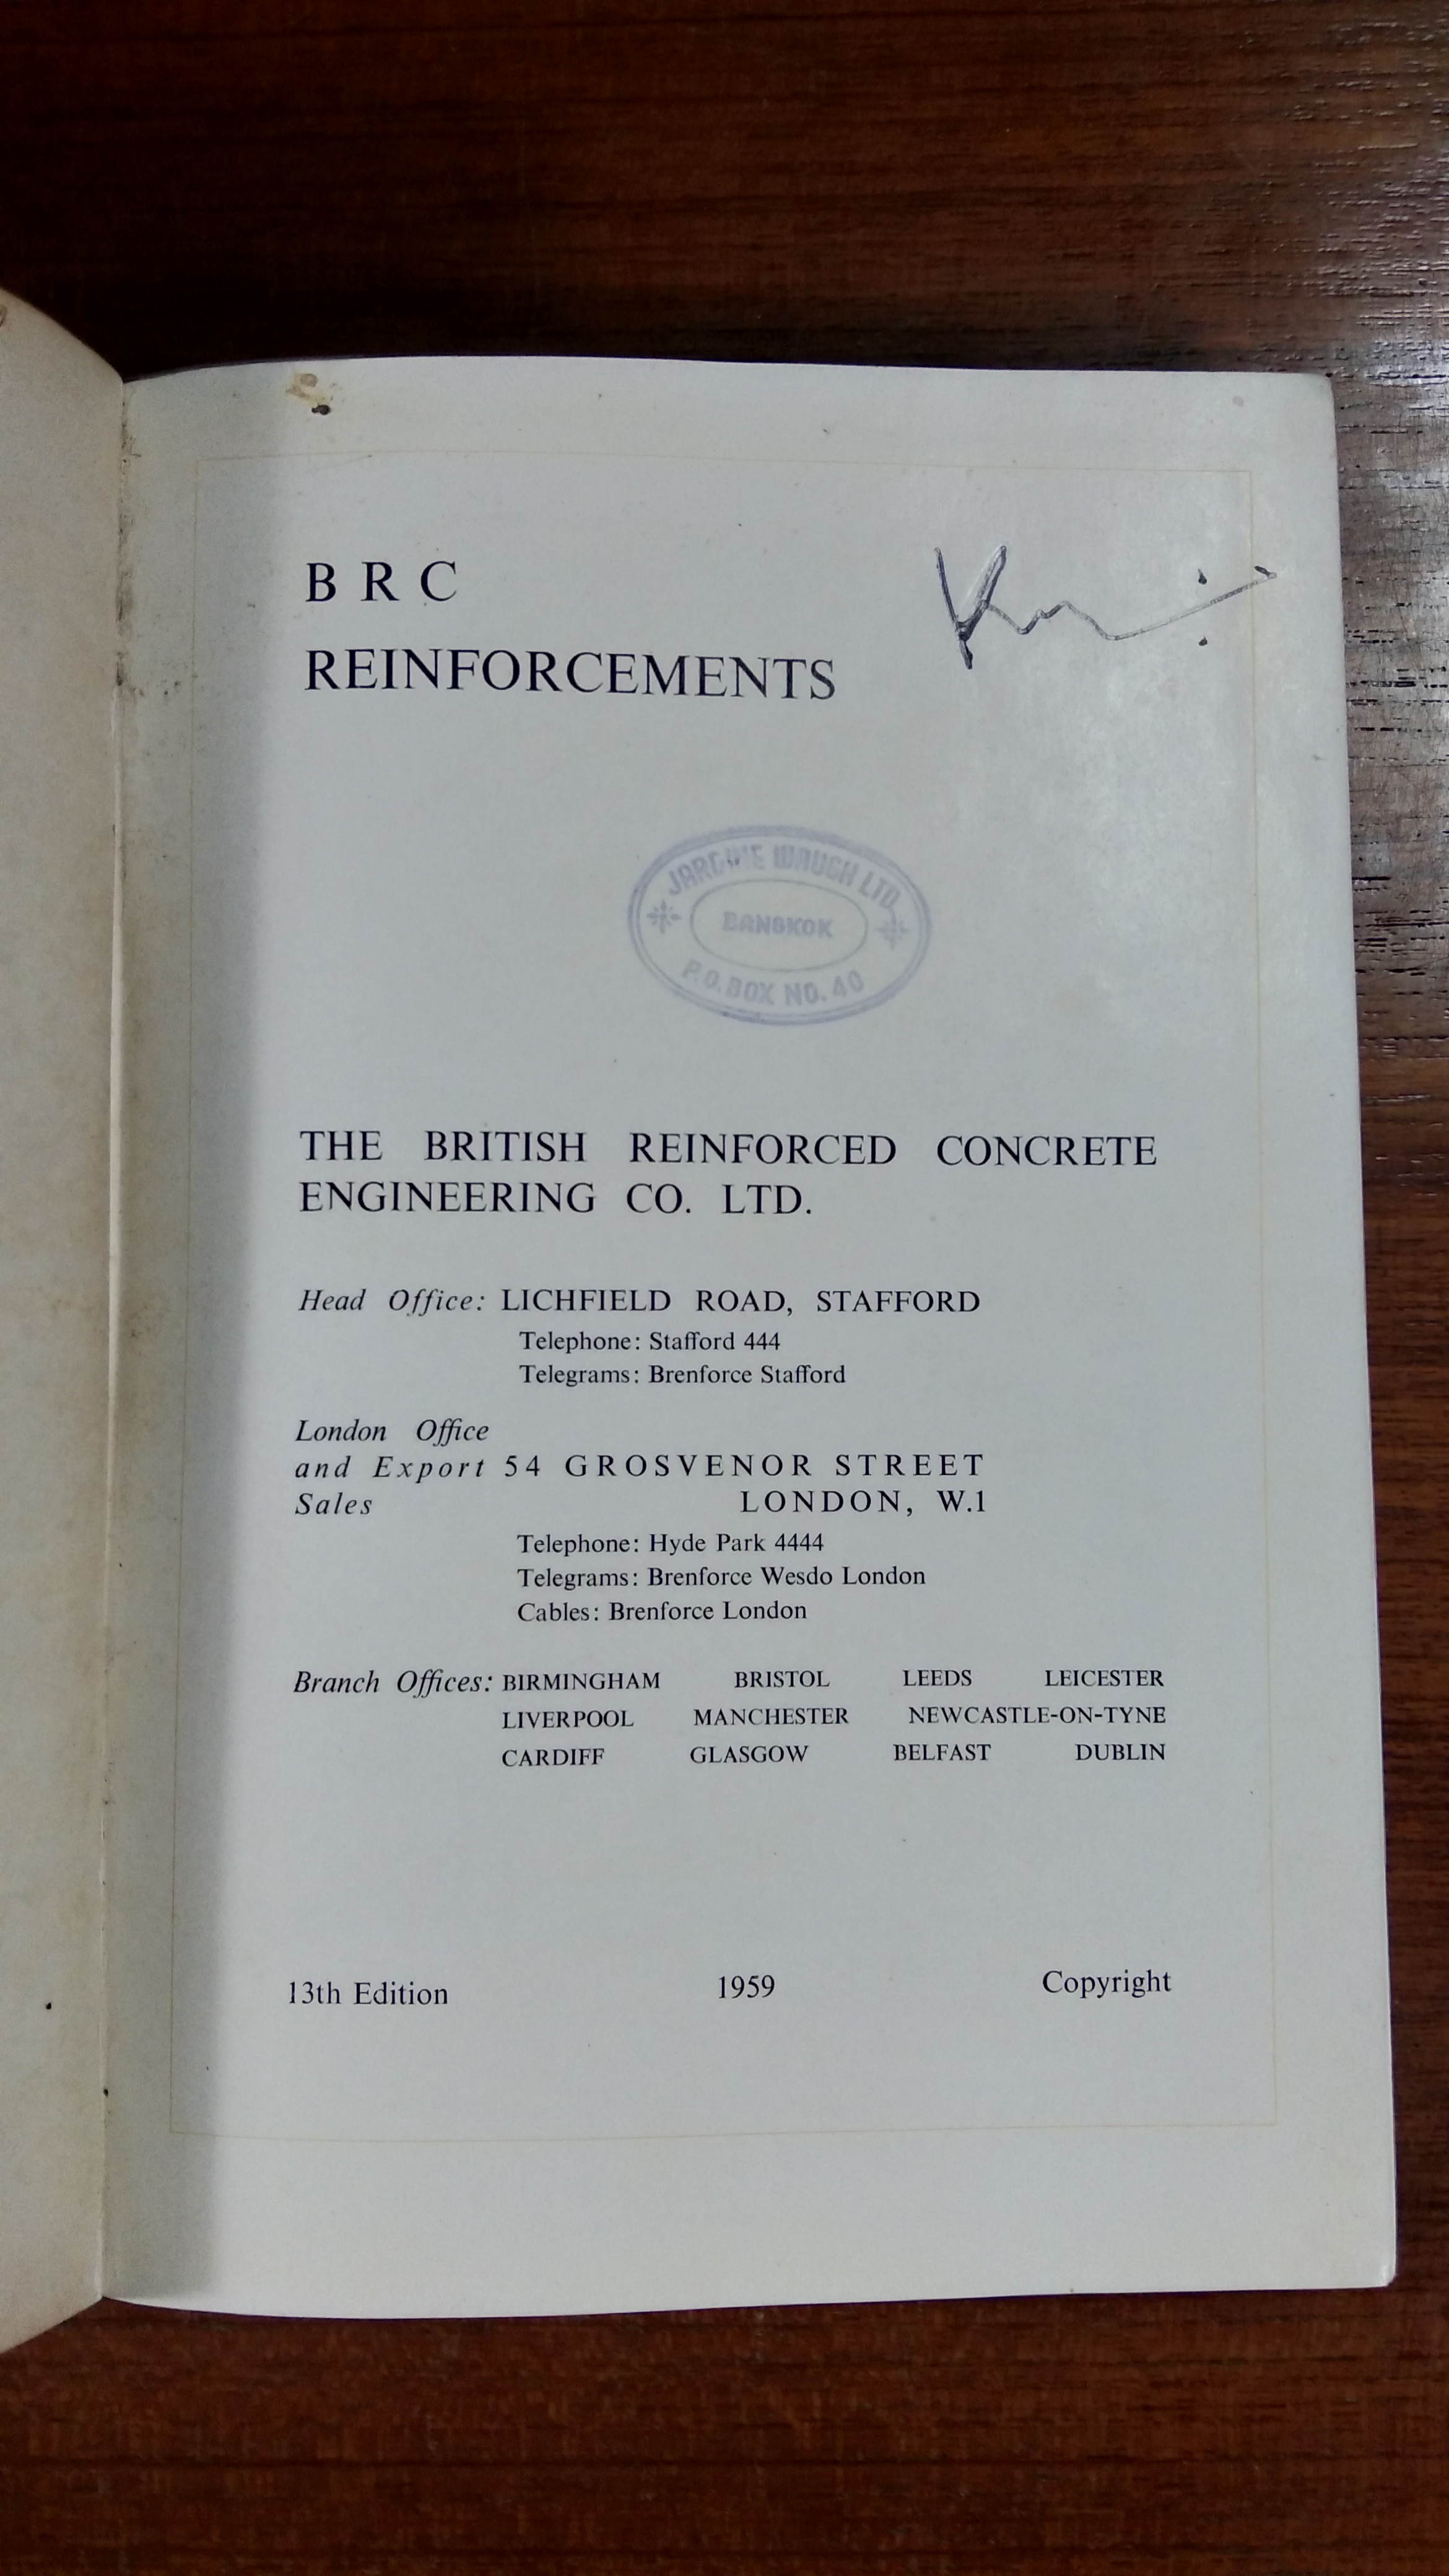 B R C
REINFORCEMENTS
JARDINE WAUGH LTD.
BANGKOK
P.O. BOX NO. 40
THE BRITISH REINFORCED CONCRETE
ENGINEERING CO. LTD.
Head Office: LICHFIELD ROAD, STAFFORD
Telephone: Stafford 444
Telegrams: Brenforce Stafford
London Office
and Export 54 GROSVENOR STREET
Sales LONDON, W.1
Telephone: Hyde Park 4444
Telegrams: Brenforce Wesdo London
Cables: Brenforce London
Branch Offices: BIRMINGHAM BRISTOL LEEDS LEICESTER
LIVERPOOL MANCHESTER NEWCASTLE-ON-TYNE
CARDIFF GLASGOW BELFAST DUBLIN
13th Edition 1959 Copyright